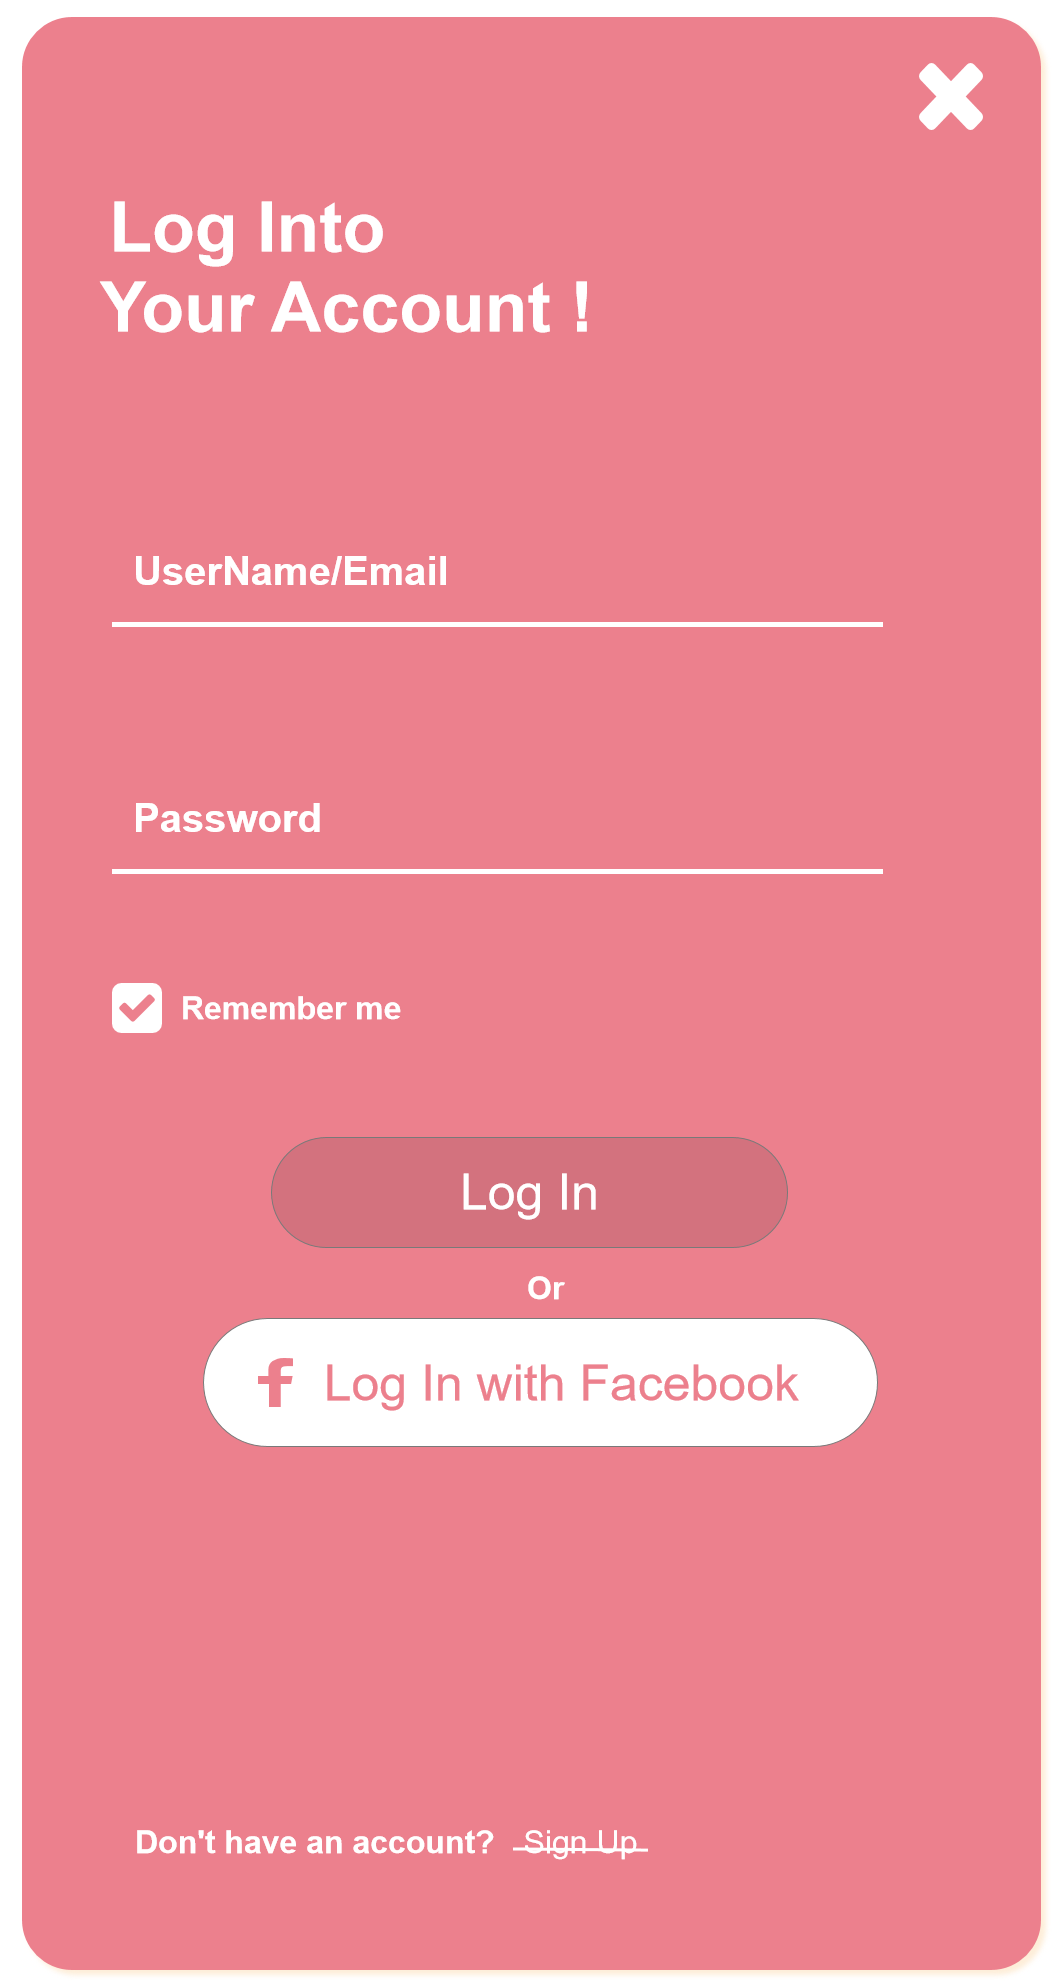 Log Into
Your Account !
UserName/Email
Password
Remember me
Log In
Or
Log In with Facebook
Don't have an account? Sign Up